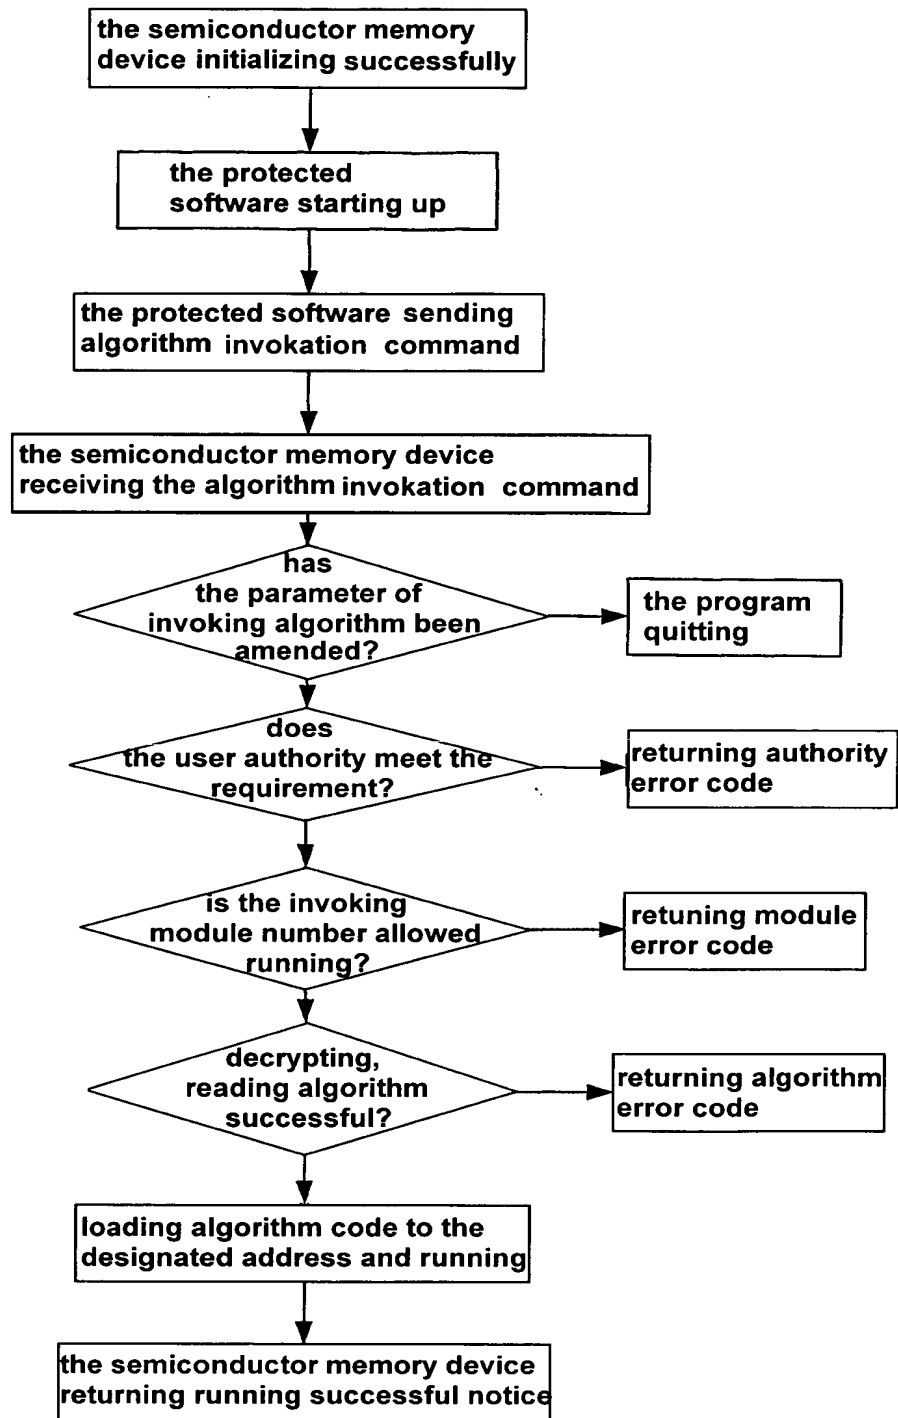 the semiconductor memory
device initializing successfully
the protected
software starting up
the protected software sending
algorithm invokation command
the semiconductor memory device
receiving the algorithm invokation command
has
the parameter of
invoking algorithm been
amended?
the program
quitting
does
the user authority meet the
requirement?
returning authority
error code
is the invoking
module number allowed
running?
retuning module
error code
decrypting,
reading algorithm
successful?
returning algorithm
error code
loading algorithm code to the
designated address and running
the semiconductor memory device
returning running successful notice